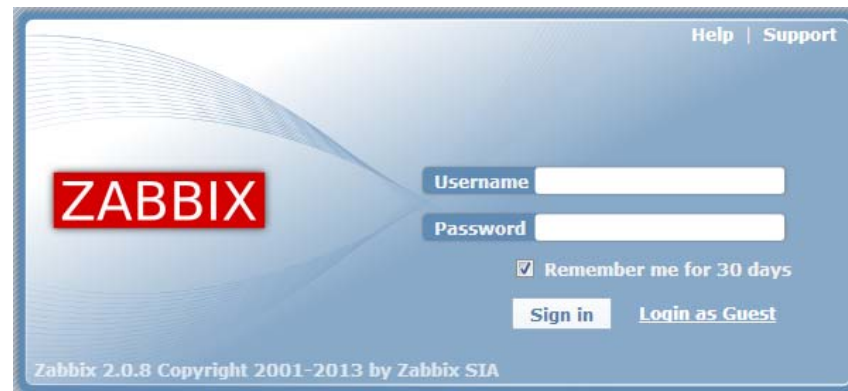 Help | Support
ZABBIX
Username
Password
Remember me for 30 days
Sign in Login as Guest
Zabbix 2.0.8 Copyright 2001-2013 by Zabbix SIA